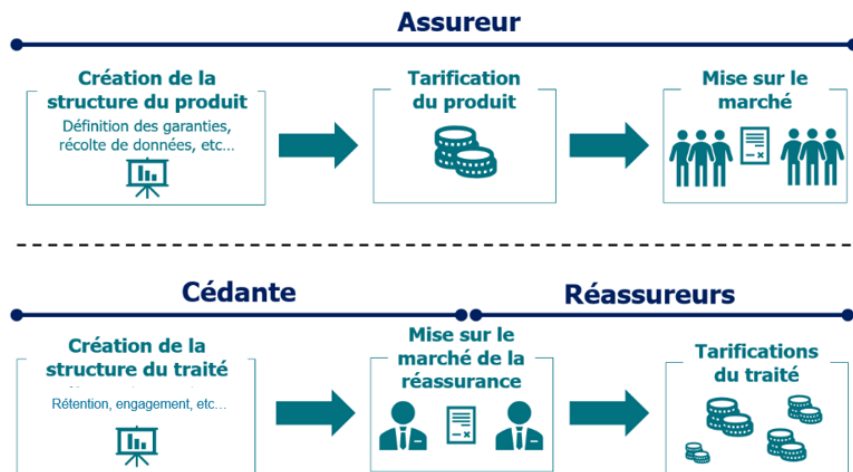 Assureur
Création de la
structure du produit
Définition des garanties,
récolte de données, etc...
Tarification
du produit
Mise sur le
marché
Cédante
Réassureurs
Création de la
structure du traité
Rétention, engagement, etc...
Mise sur le
marché de la
réassurance
Tarifications
du traité